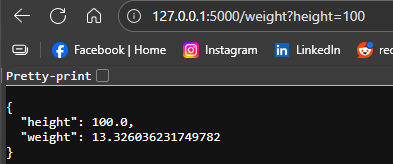 127.0.0.1:5000/weight?height=100
Facebook | Home Instagram LinkedIn rec
Pretty-print
{
"height": 100.0,
"weight": 13.326036231749782
}